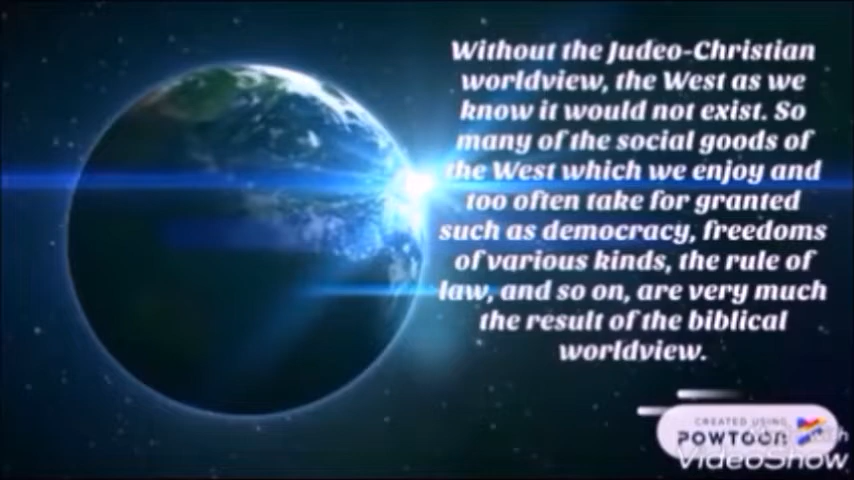 Without the Judeo-Christian
worldview, the West as we
know it would not exist. So
many of the social goods of
the West which we enjoy and
too often take for granted
such as democracy, freedoms
of various kinds, the rule of
law, and so on, are very much
the result of the biblical
worldview.
CREATED USING
POWTOON
VideoShow